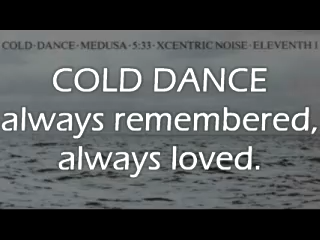 COLD·DANCE·MEDUSA·5:33·XCENTRIC NOISE·ELEVENTH
COLD DANCE
always remembered,
always loved.